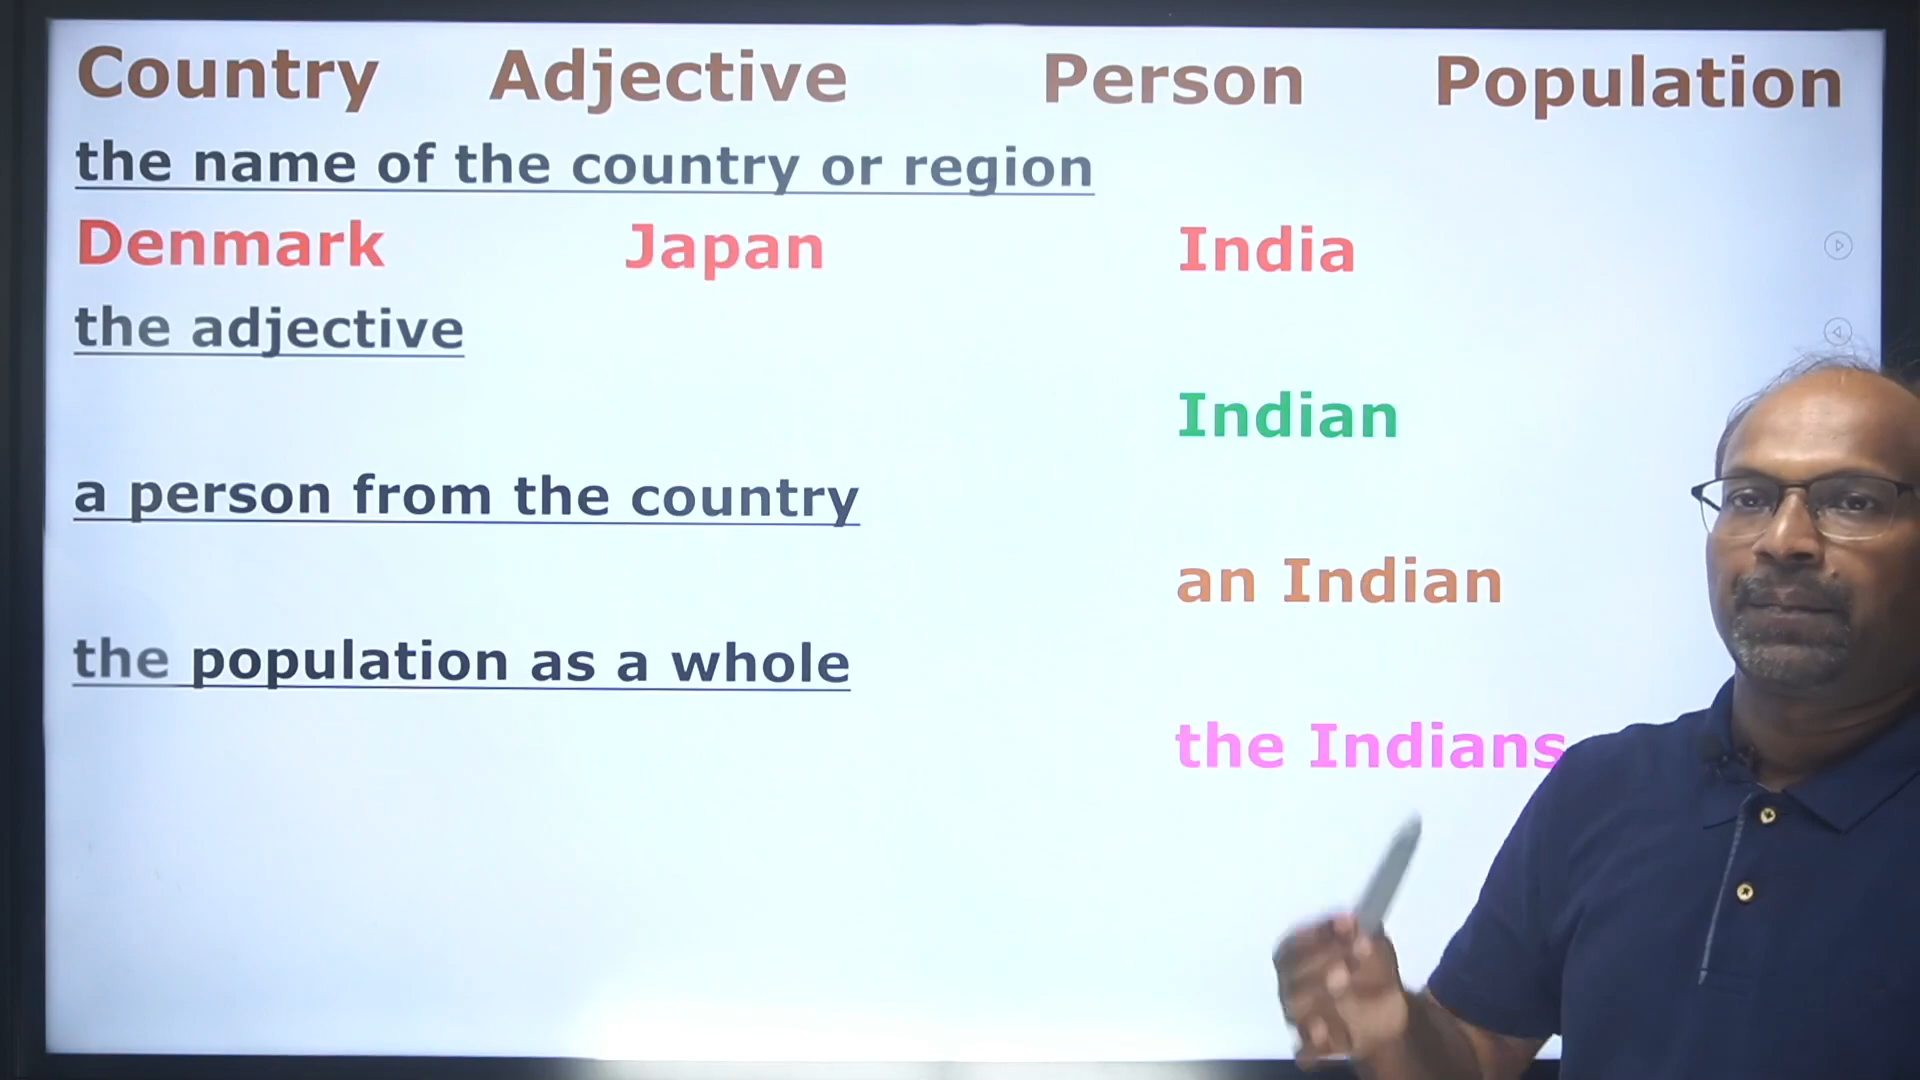 Country Adjective Person Population
the name of the country or region
Denmark Japan India
the adjective
Indian
a person from the country
an Indian
the population as a whole
the Indians